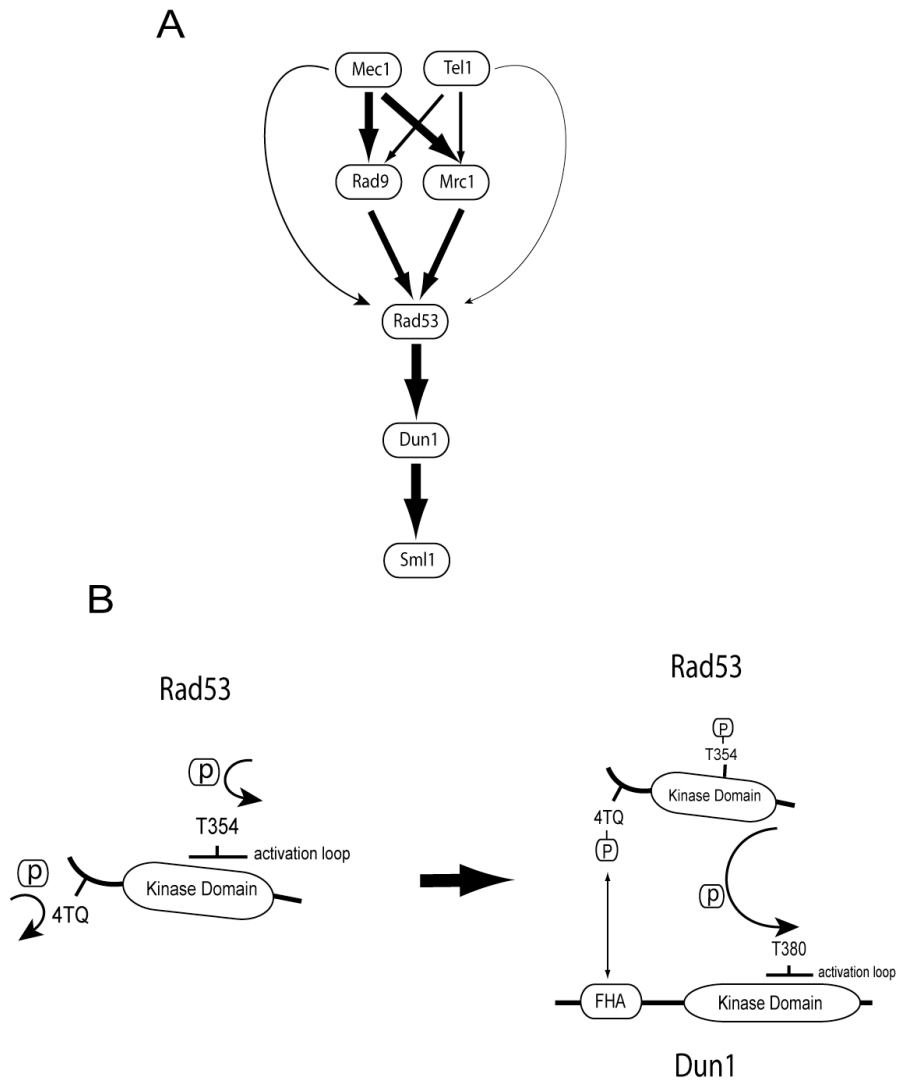 A
Mec1
Tel1
Rad9
Mrc1
Rad53
Dun1
Sml1
B
Rad53
p
T354
activation loop
p
4TQ
Kinase Domain
Rad53
P
T354
Kinase Domain
4TQ
P
p
T380
activation loop
FHA
Kinase Domain
Dun1